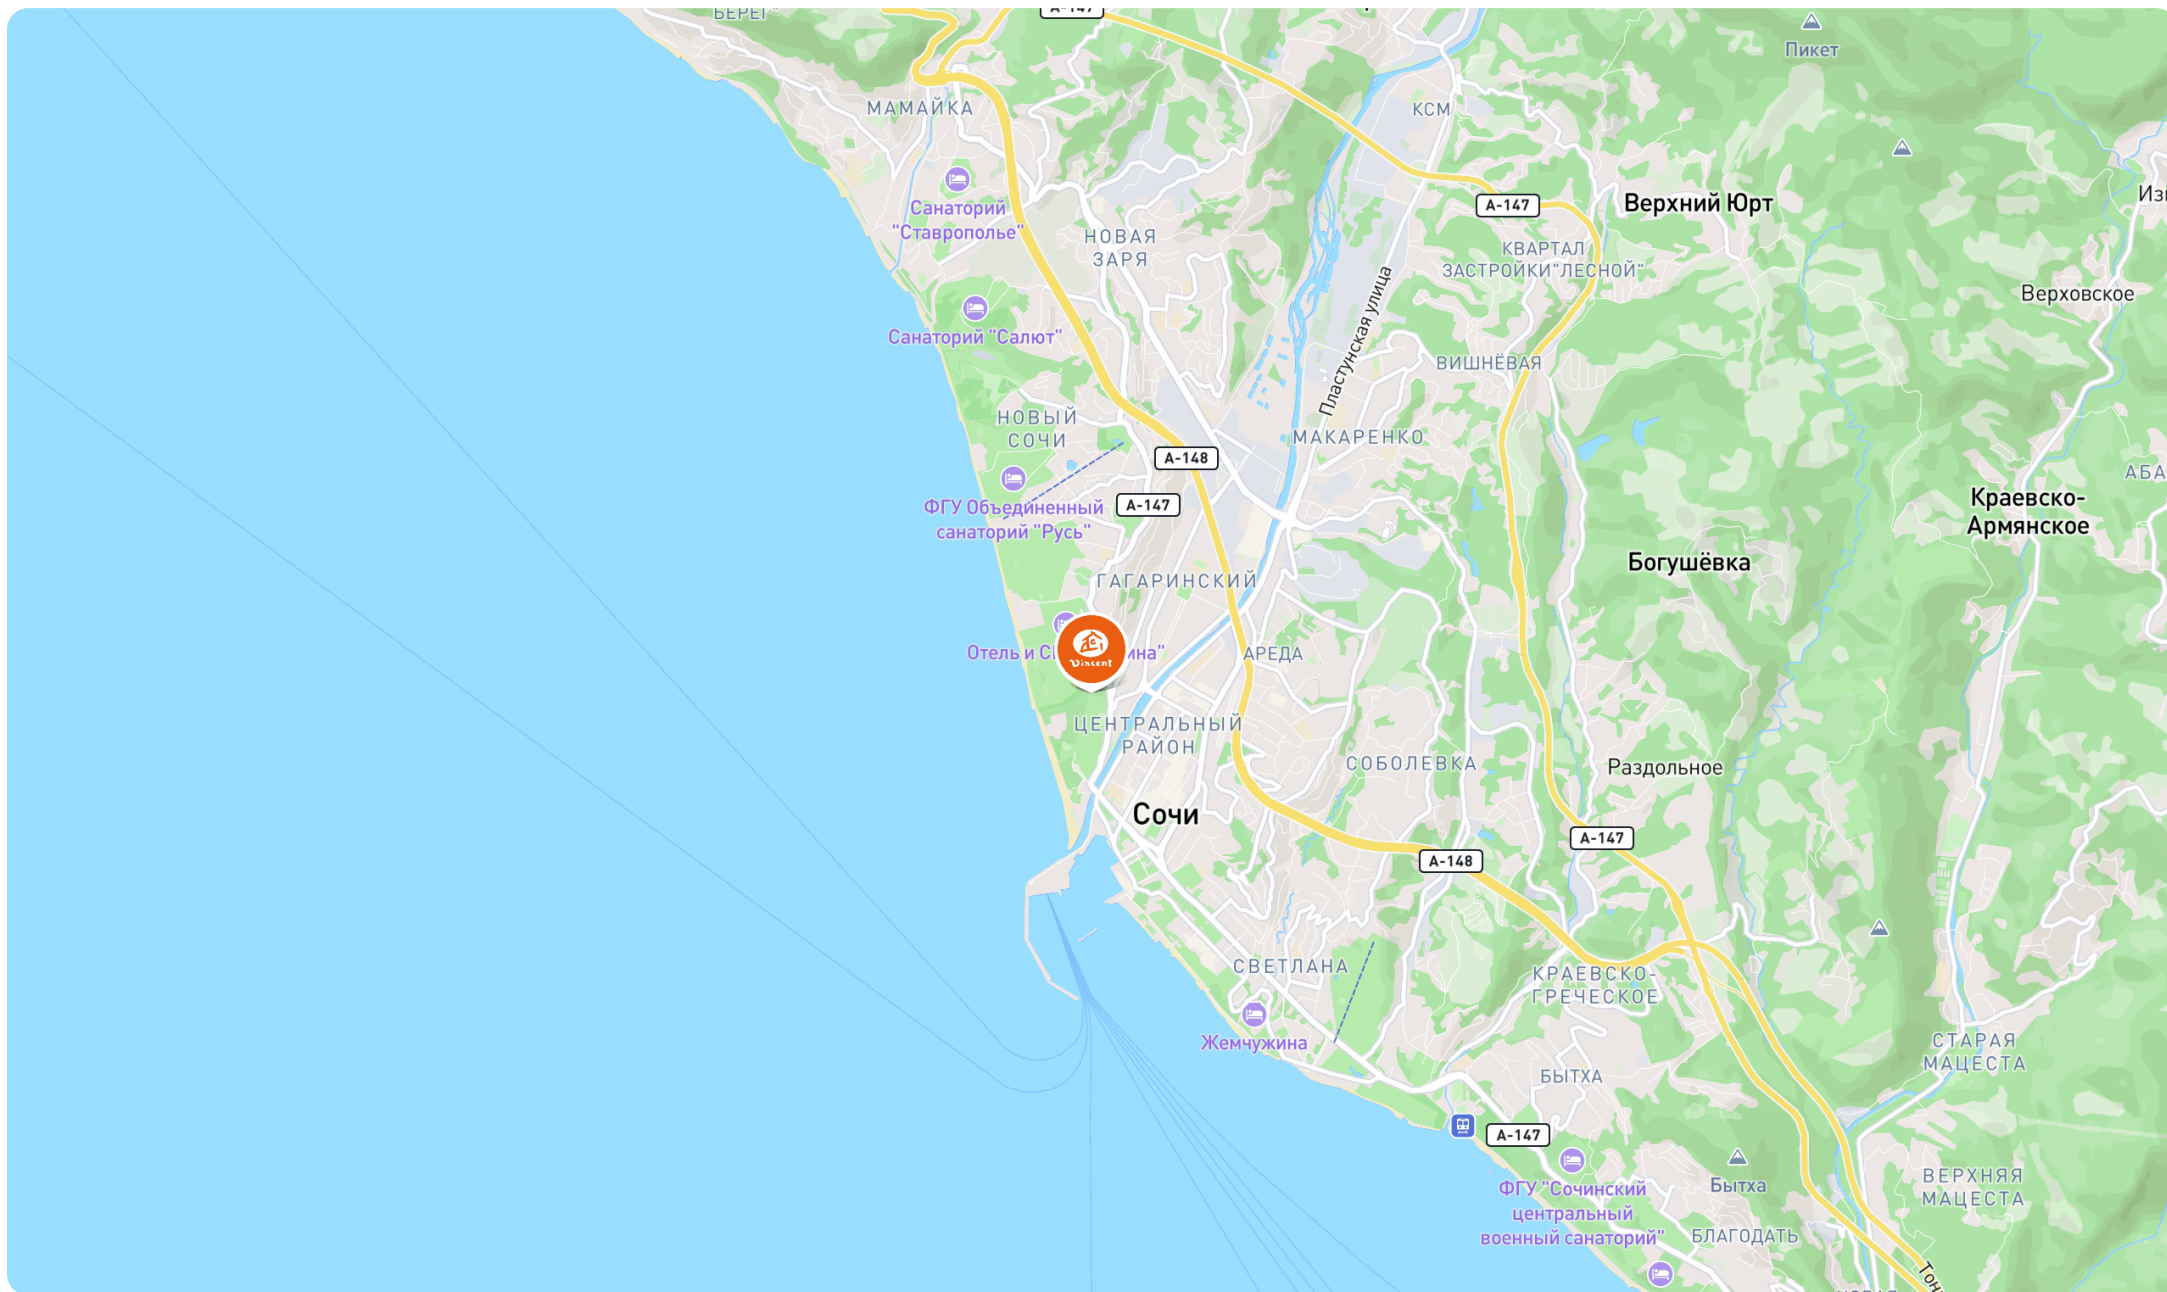 БЕРЕГ"
А-147
Пикет
МАМАЙКА
КСМ
Санаторий
"Ставрополье"
А-147
Верхний Юрт
НОВАЯ
ЗАРЯ
КВАРТАЛ
ЗАСТРОЙКИ"ЛЕСНОЙ"
Верховское
Санаторий "Салют"
Пластунская улица
ВИШНЁВАЯ
НОВЫЙ
СОЧИ
МАКАРЕНКО
А-148
А-147
ФГУ Объединенный
санаторий "Русь"
Краевско-
Армянское
Богушёвка
ГАГАРИНСКИЙ
Vincent
Отель и
АРЕДА
ЦЕНТРАЛЬНЫЙ
РАЙОН
СОБОЛЕВКА
Раздольное
Сочи
А-147
А-148
СВЕТЛАНА
КРАЕВСКО-
ГРЕЧЕСКОЕ
Жемчужина
СТАРАЯ
МАЦЕСТА
БЫТХА
А-147
ФГУ "Сочинский
центральный
военный санаторий"
Бытха
ВЕРХНЯЯ
МАЦЕСТА
БЛАГОДАТЬ